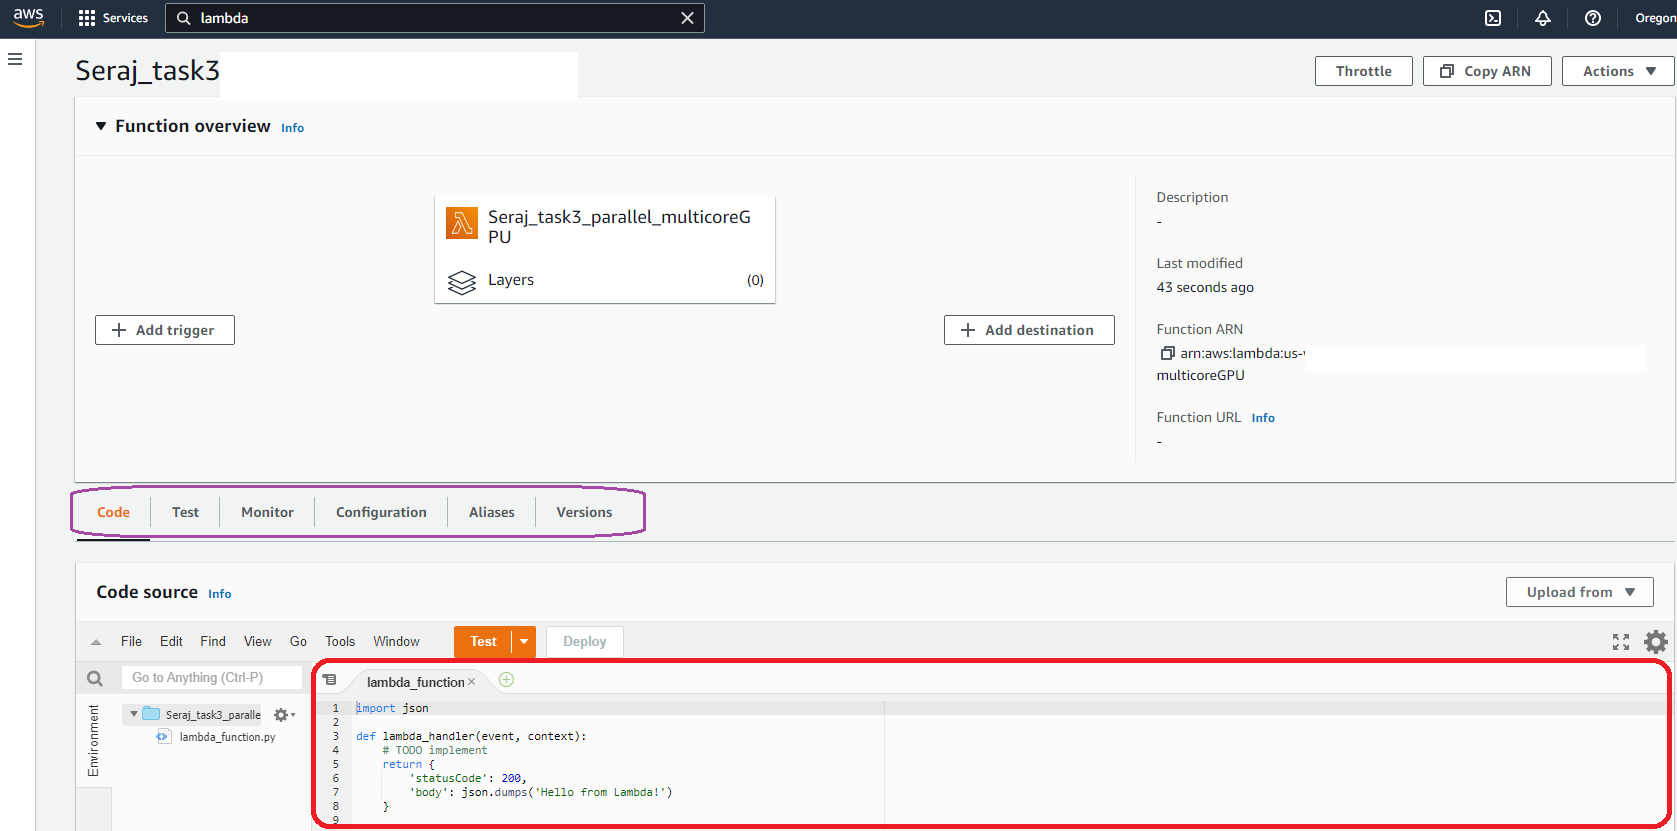 aws Services lambda Oregon
Seraj_task3 Throttle Copy ARN Actions
Function overview Info
Seraj_task3_parallel_multicoreG
PU
Layers (0)
Add trigger
Add destination
Description
-
Last modified
43 seconds ago
Function ARN
arn:aws:lambda:us-
multicoreGPU
Function URL Info
-
Code Test Monitor Configuration Aliases Versions
Code source Info Upload from
File Edit Find View Go Tools Window Test Deploy
Go to Anything (Ctrl-P)
Environment
Seraj_task3_paralle
lambda_function.py
lambda_function ×
1 import json
2
3 def lambda_handler(event, context):
4 # TODO implement
5 return {
6 'statusCode': 200,
7 'body': json.dumps('Hello from Lambda!')
8 }
9